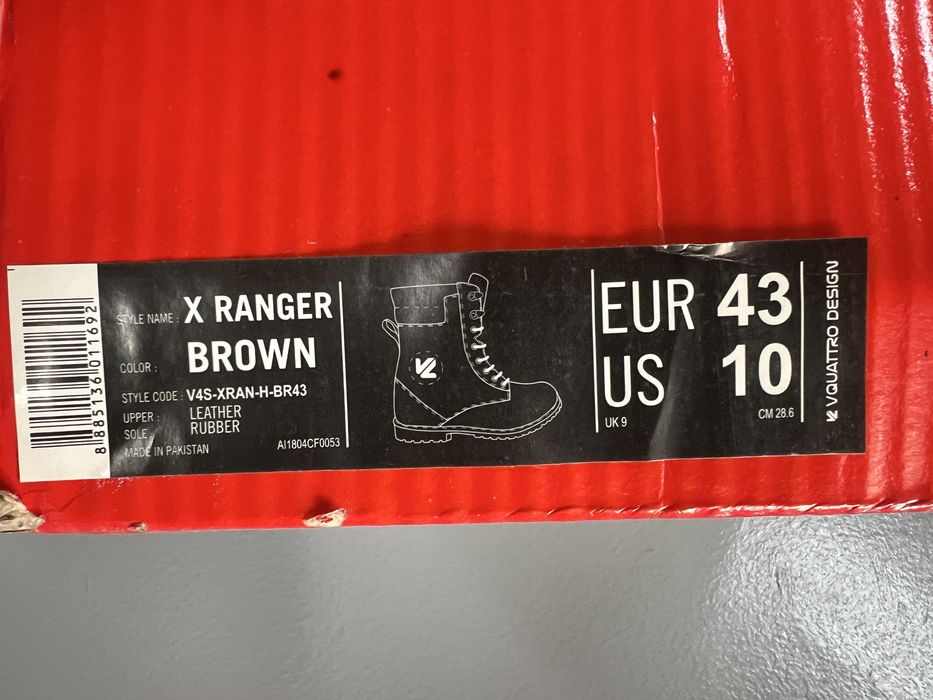 8 885136 011692
STYLE NAME : X RANGER
COLOR : BROWN
STYLE CODE : V4S-XRAN-H-BR43
UPPER : LEATHER
SOLE : RUBBER
MADE IN PAKISTAN
AI1804CF0053
EUR 43
US 10
UK 9
CM 28.6
VQUATTRO DESIGN